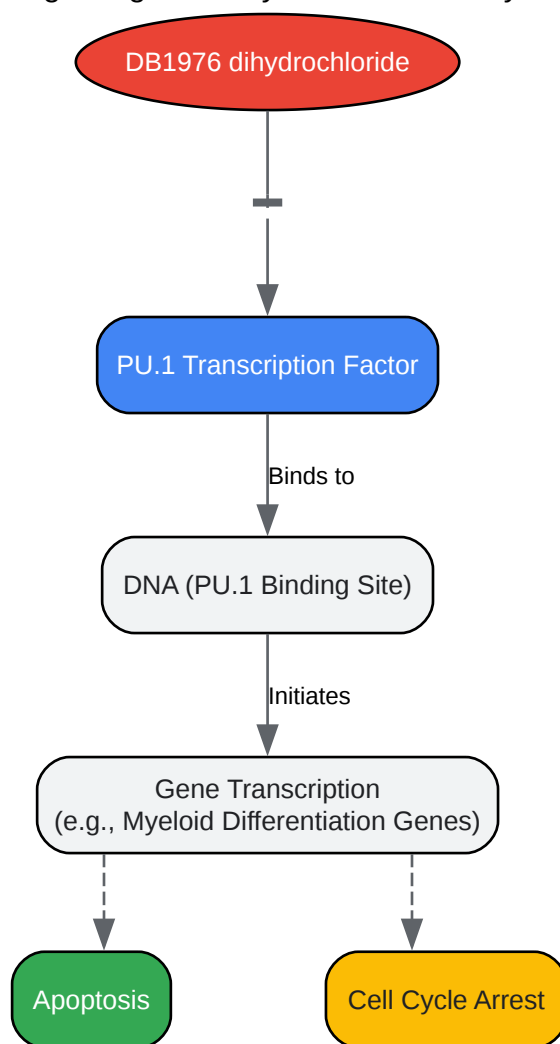 DB1976 dihydrochloride
PU.1 Transcription Factor
Binds to
DNA (PU.1 Binding Site)
Initiates
Gene Transcription
(e.g., Myeloid Differentiation Genes)
Apoptosis
Cell Cycle Arrest